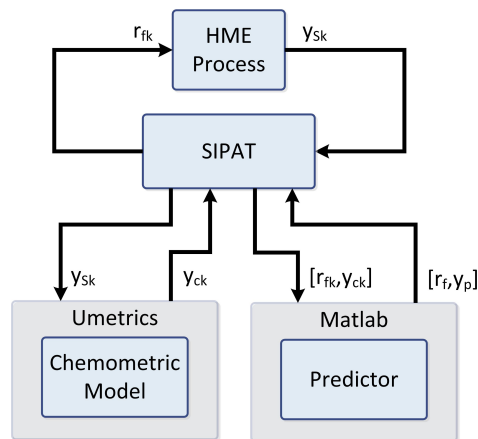 r_fk
HME
Process
y_Sk
SIPAT
y_Sk
y_ck
[r_fk,y_ck]
[r_f,y_p]
Umetrics
Chemometric
Model
Matlab
Predictor